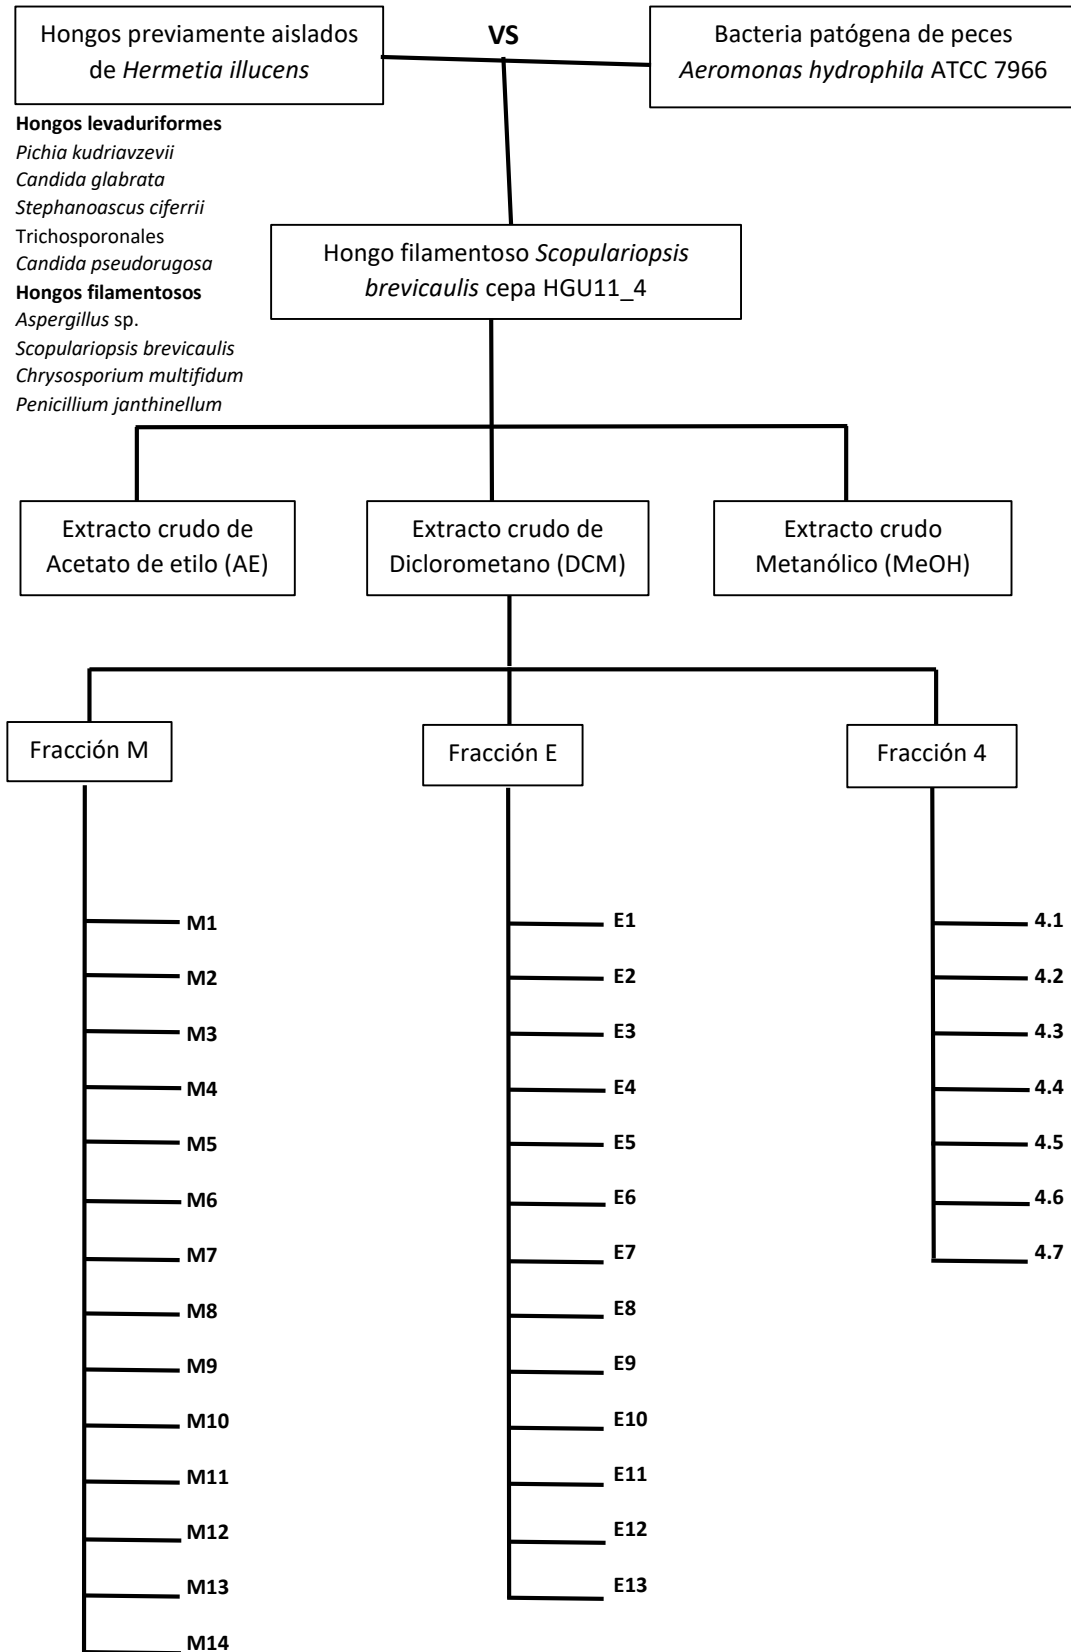 Hongos previamente aislados
de Hermetia illucens
VS
Bacteria patógena de peces
Aeromonas hydrophila ATCC 7966
Hongos levaduriformes
Pichia kudriavzevii
Candida glabrata
Stephanoascus ciferrii
Trichosporonales
Candida pseudorugosa
Hongos filamentosos
Aspergillus sp.
Scopulariopsis brevicaulis
Chrysosporium multifidum
Penicillium janthinellum
Hongo filamentoso Scopulariopsis
brevicaulis cepa HGU11_4
Extracto crudo de
Acetato de etilo (AE)
Extracto crudo de
Diclorometano (DCM)
Extracto crudo
Metanólico (MeOH)
Fracción M
Fracción E
Fracción 4
M1
M2
M3
M4
M5
M6
M7
M8
M9
M10
M11
M12
M13
M14
E1
E2
E3
E4
E5
E6
E7
E8
E9
E10
E11
E12
E13
4.1
4.2
4.3
4.4
4.5
4.6
4.7